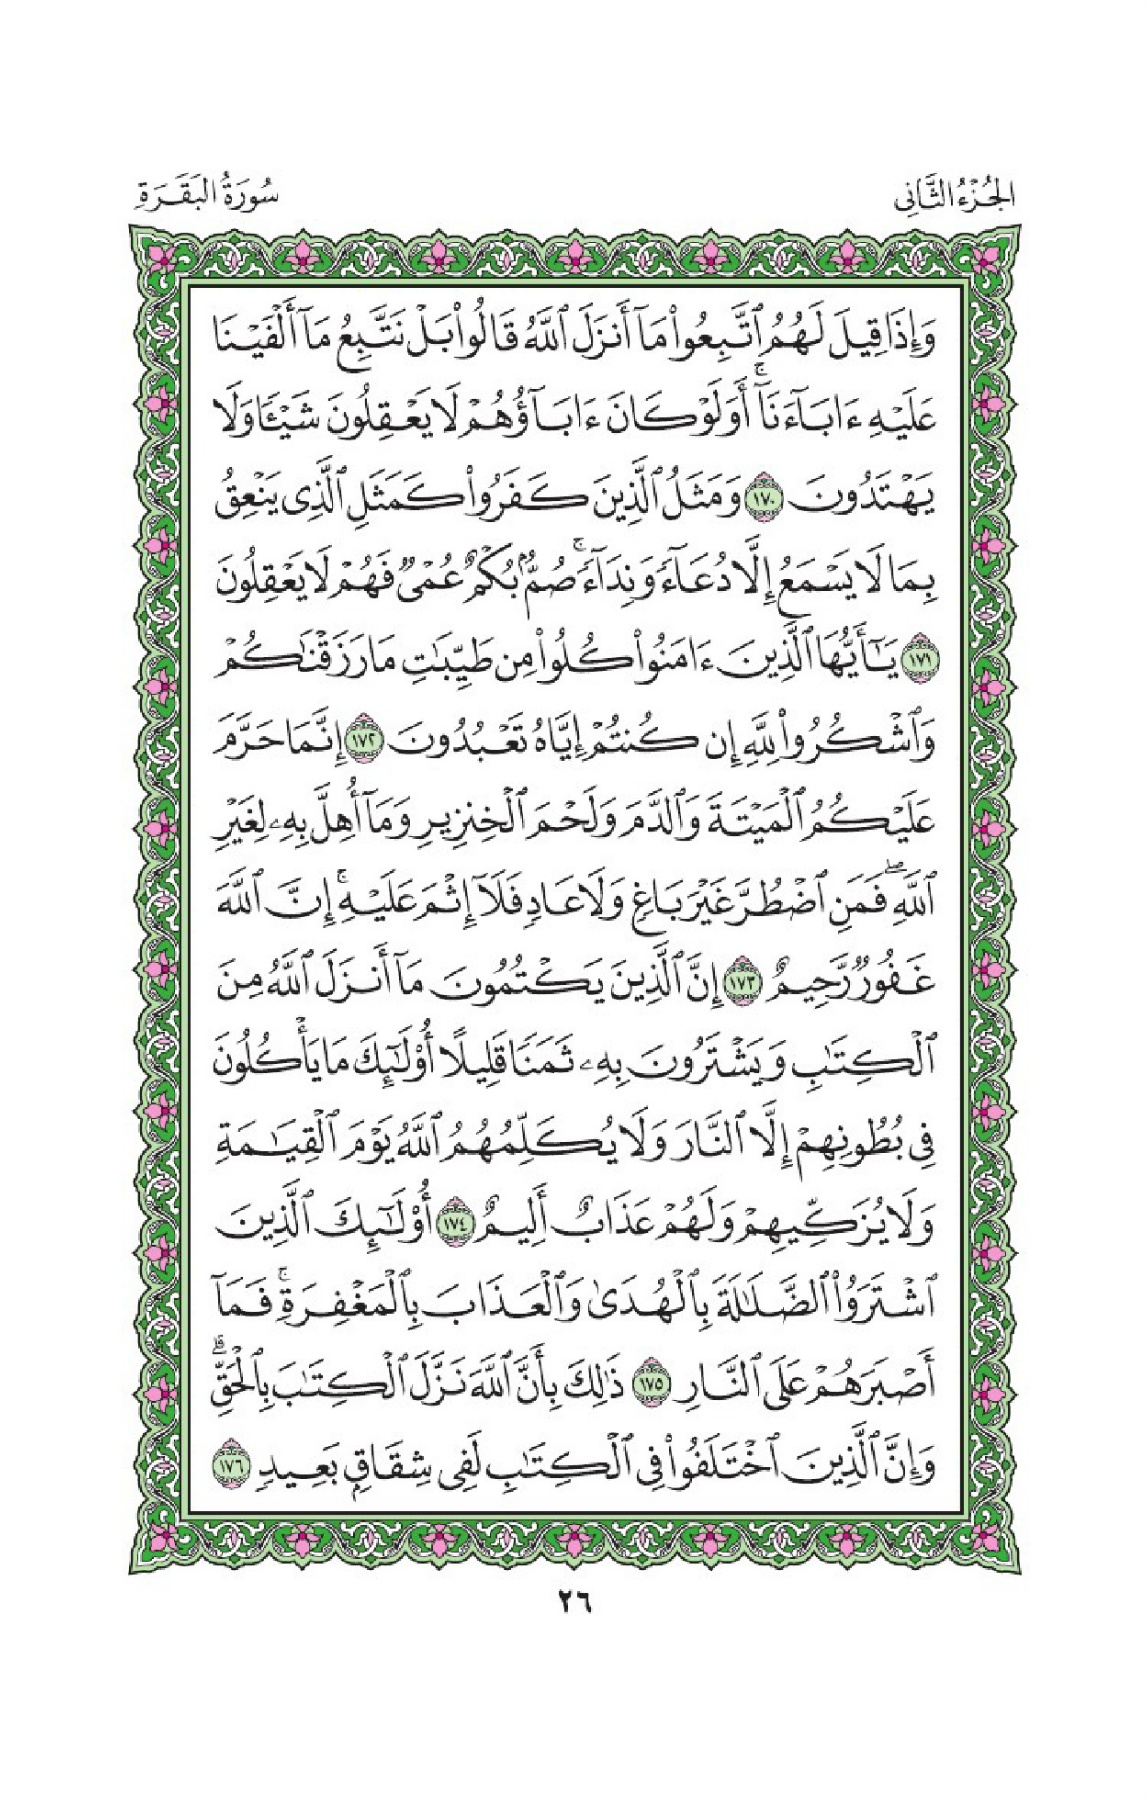 الجُزْءُ الثَّانِى
سُورَةُ البَقَرَةِ
وَإِذَا قِيلَ لَهُمُ ٱتَّبِعُوا۟ مَآ أَنزَلَ ٱللَّهُ قَالُوا۟ بَلْ نَتَّبِعُ مَآ أَلْفَيْنَا
عَلَيْهِ ءَابَآءَنَآ ۚ أَوَلَوْ كَانَ ءَابَآؤُهُمْ لَا يَعْقِلُونَ شَيْـًٔا وَلَا
يَهْتَدُونَ ١٧٠ وَمَثَلُ ٱلَّذِينَ كَفَرُوا۟ كَمَثَلِ ٱلَّذِى يَنْعِقُ
بِمَا لَا يَسْمَعُ إِلَّا دُعَآءً وَنِدَآءً ۚ صُمٌّۢ بُكْمٌ عُمْىٌ فَهُمْ لَا يَعْقِلُونَ
١٧١ يَـٰٓأَيُّهَا ٱلَّذِينَ ءَامَنُوا۟ كُلُوا۟ مِن طَيِّبَـٰتِ مَا رَزَقْنَـٰكُمْ
وَٱشْكُرُوا۟ لِلَّهِ إِن كُنتُمْ إِيَّاهُ تَعْبُدُونَ ١٧٢ إِنَّمَا حَرَّمَ
عَلَيْكُمُ ٱلْمَيْتَةَ وَٱلدَّمَ وَلَحْمَ ٱلْخِنزِيرِ وَمَآ أُهِلَّ بِهِۦ لِغَيْرِ
ٱللَّهِ ۖ فَمَنِ ٱضْطُرَّ غَيْرَ بَاغٍ وَلَا عَادٍ فَلَآ إِثْمَ عَلَيْهِ ۚ إِنَّ ٱللَّهَ
غَفُورٌ رَّحِيمٌ ١٧٣ إِنَّ ٱلَّذِينَ يَكْتُمُونَ مَآ أَنزَلَ ٱللَّهُ مِنَ
ٱلْكِتَـٰبِ وَيَشْتَرُونَ بِهِۦ ثَمَنًا قَلِيلًا أُو۟لَـٰٓئِكَ مَا يَأْكُلُونَ
فِى بُطُونِهِمْ إِلَّا ٱلنَّارَ وَلَا يُكَلِّمُهُمُ ٱللَّهُ يَوْمَ ٱلْقِيَـٰمَةِ
وَلَا يُزَكِّيهِمْ وَلَهُمْ عَذَابٌ أَلِيمٌ ١٧٤ أُو۟لَـٰٓئِكَ ٱلَّذِينَ
ٱشْتَرَوُا۟ ٱلضَّلَـٰلَةَ بِٱلْهُدَىٰ وَٱلْعَذَابَ بِٱلْمَغْفِرَةِ ۚ فَمَآ
أَصْبَرَهُمْ عَلَى ٱلنَّارِ ١٧٥ ذَٰلِكَ بِأَنَّ ٱللَّهَ نَزَّلَ ٱلْكِتَـٰبَ بِٱلْحَقِّ ۗ
وَإِنَّ ٱلَّذِينَ ٱخْتَلَفُوا۟ فِى ٱلْكِتَـٰبِ لَفِى شِقَاقٍۭ بَعِيدٍ ١٧٦
٢٦